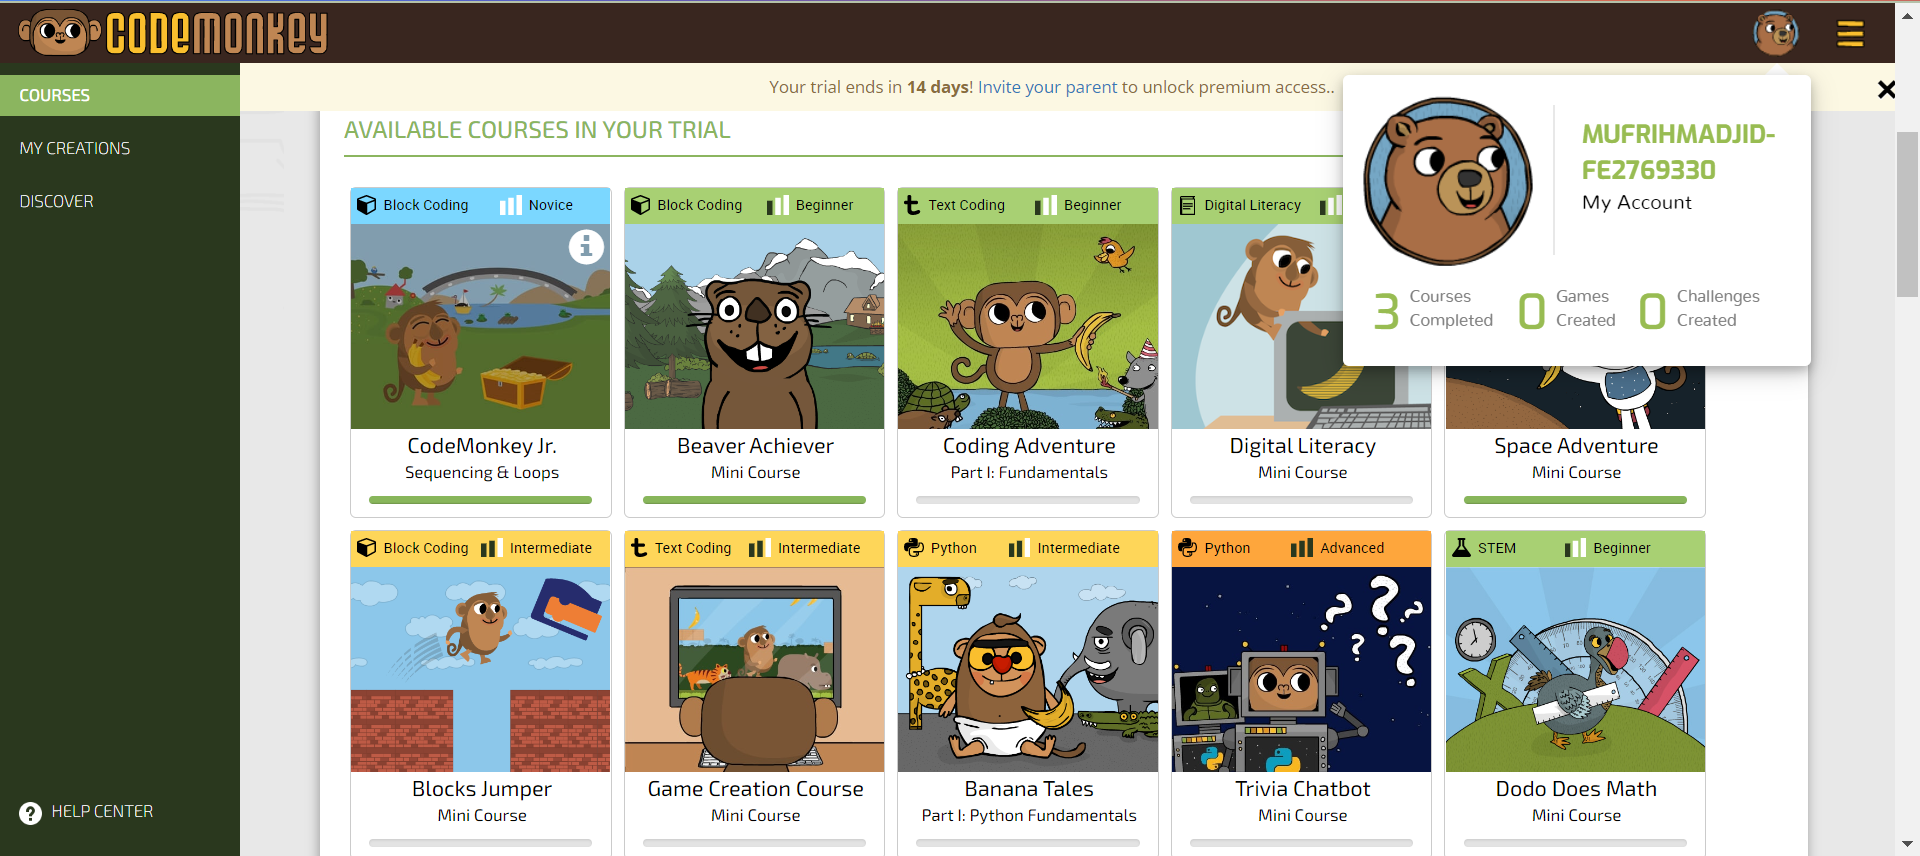 CODEMONKEY
COURSES
MY CREATIONS
DISCOVER
HELP CENTER
Your trial ends in 14 days! Invite your parent to unlock premium access..
MUFRIHMADJID-
FE2769330
My Account
3 Courses Completed
0 Games Created
0 Challenges Created
AVAILABLE COURSES IN YOUR TRIAL
Block Coding Novice
CodeMonkey Jr.
Sequencing & Loops
Block Coding Beginner
Beaver Achiever
Mini Course
Text Coding Beginner
Coding Adventure
Part I: Fundamentals
Digital Literacy
Digital Literacy
Mini Course
Space Adventure
Mini Course
Block Coding Intermediate
Blocks Jumper
Mini Course
Text Coding Intermediate
Game Creation Course
Mini Course
Python Intermediate
Banana Tales
Part I: Python Fundamentals
Python Advanced
? ? ? ? ?
Trivia Chatbot
Mini Course
STEM Beginner
Dodo Does Math
Mini Course